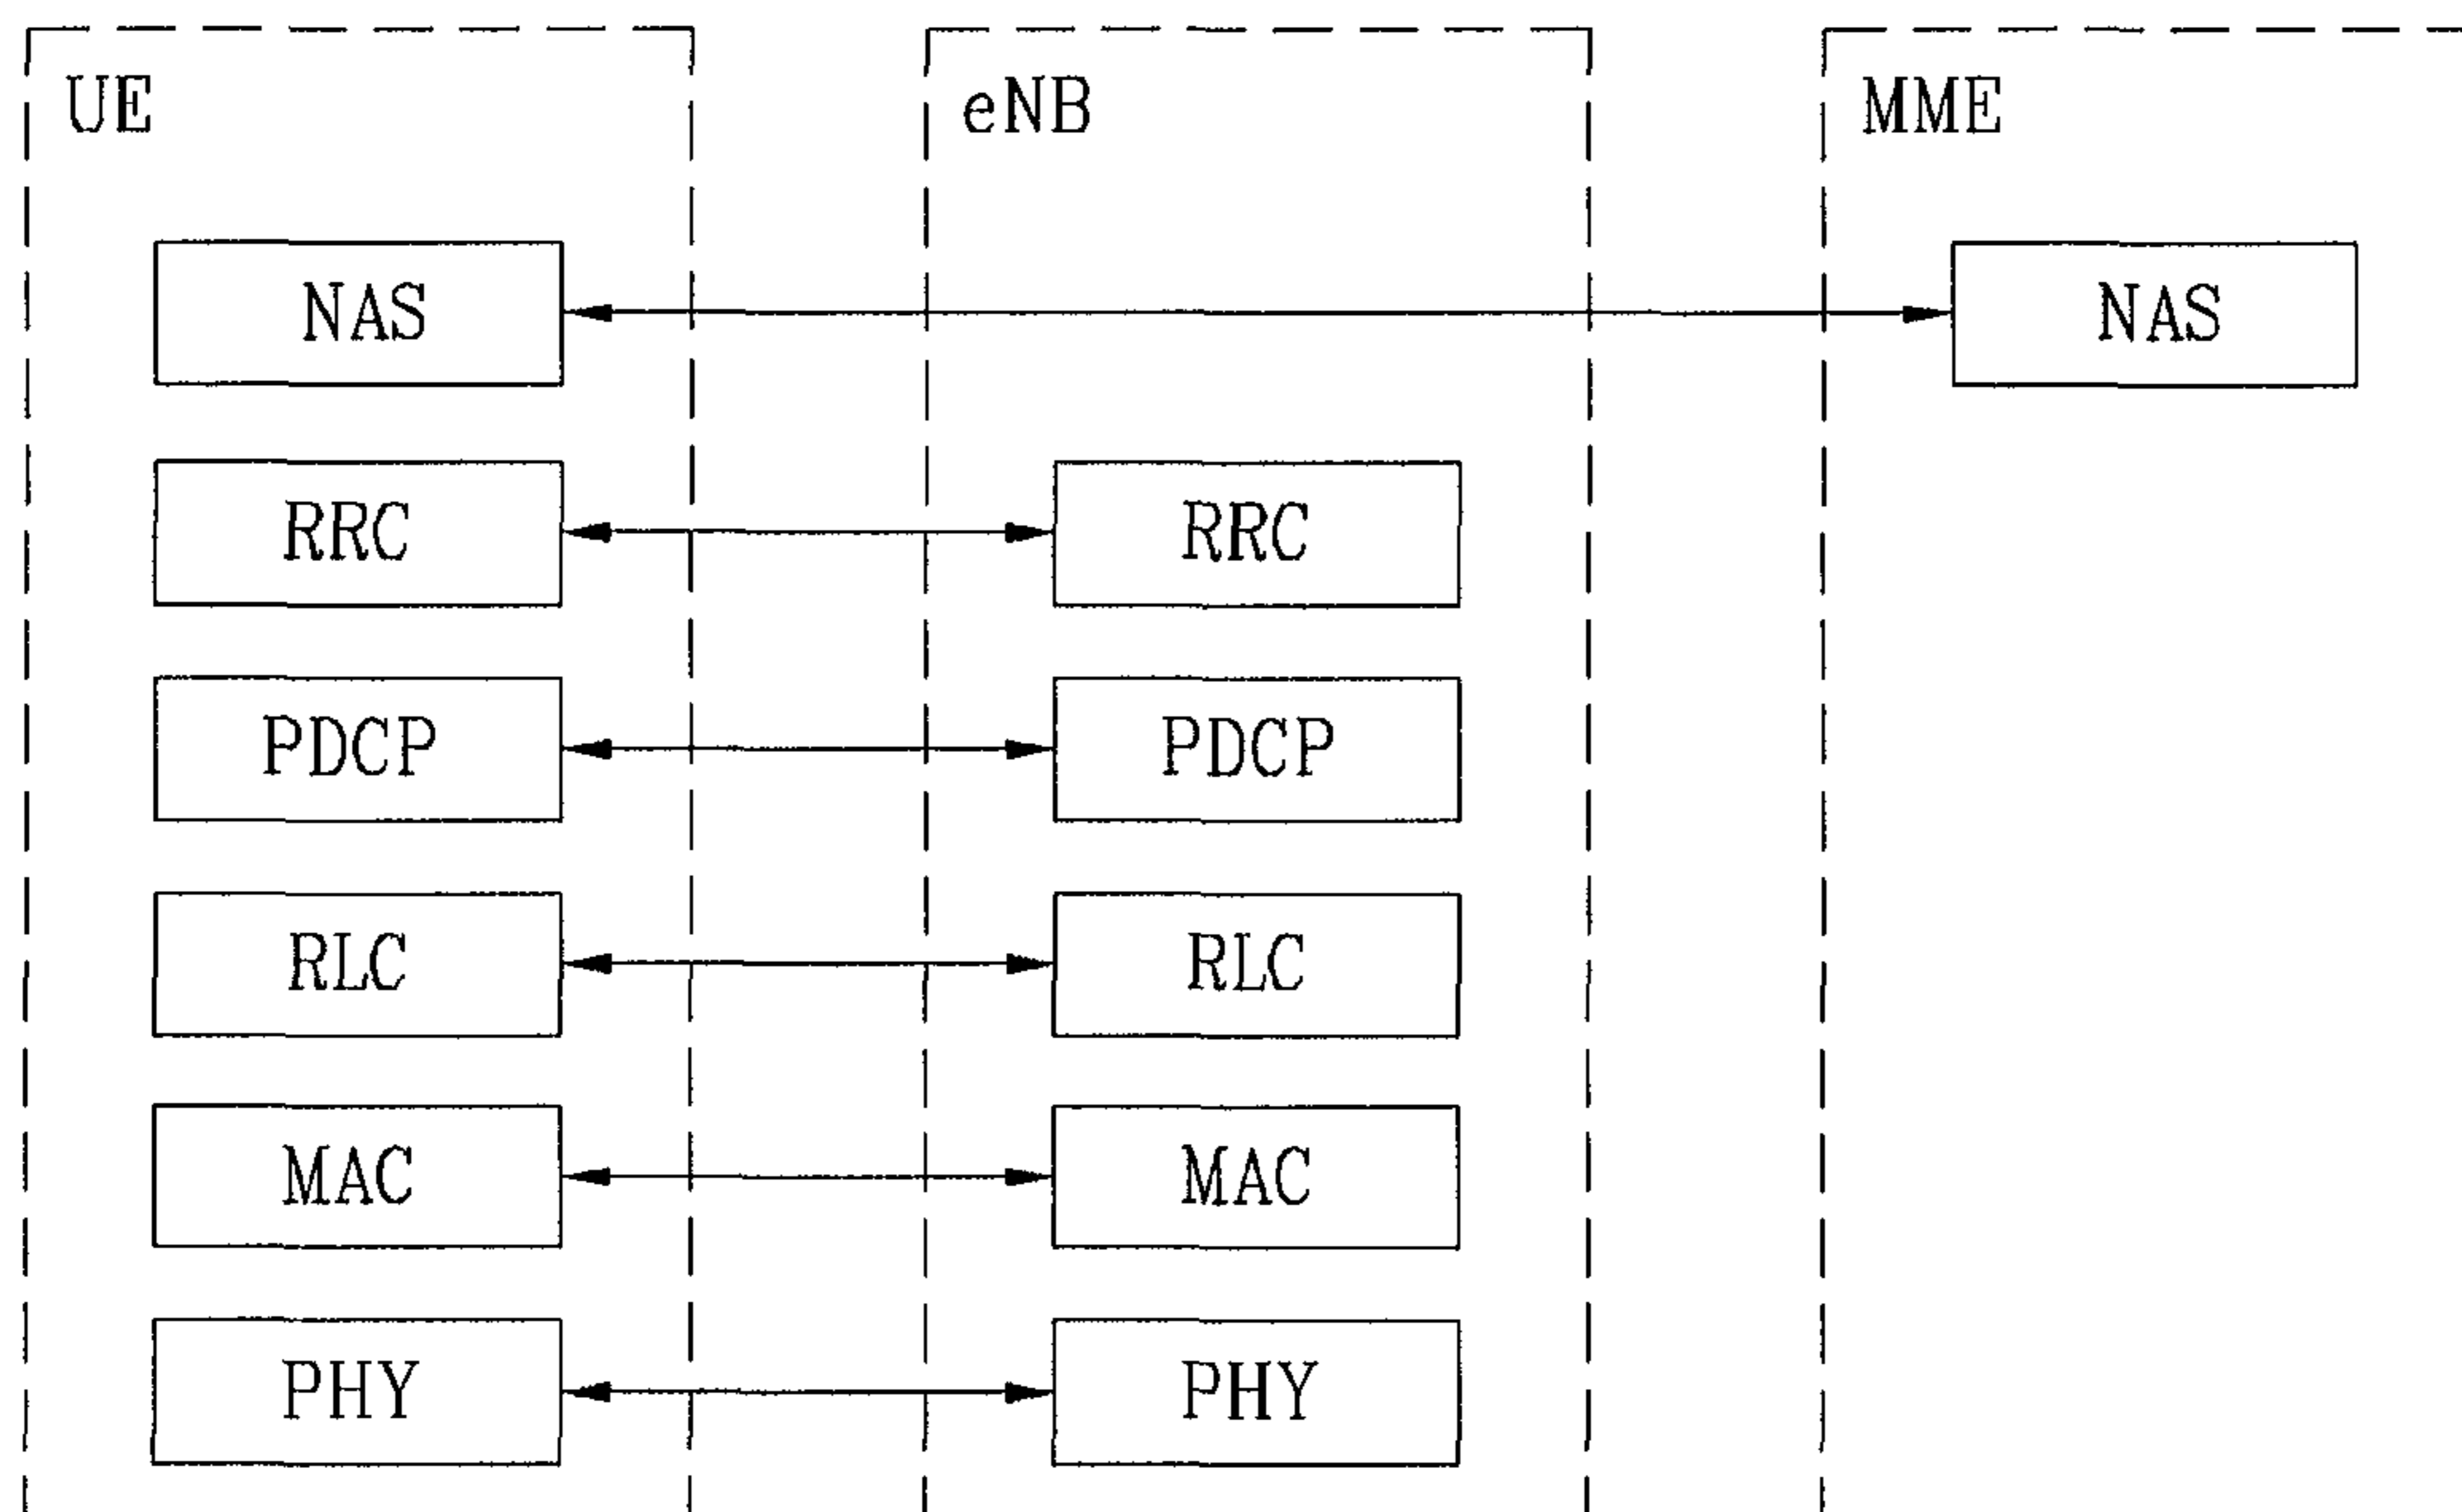 UE eNB MME
NAS NAS
RRC RRC
PDCP PDCP
RLC RLC
MAC MAC
PHY PHY